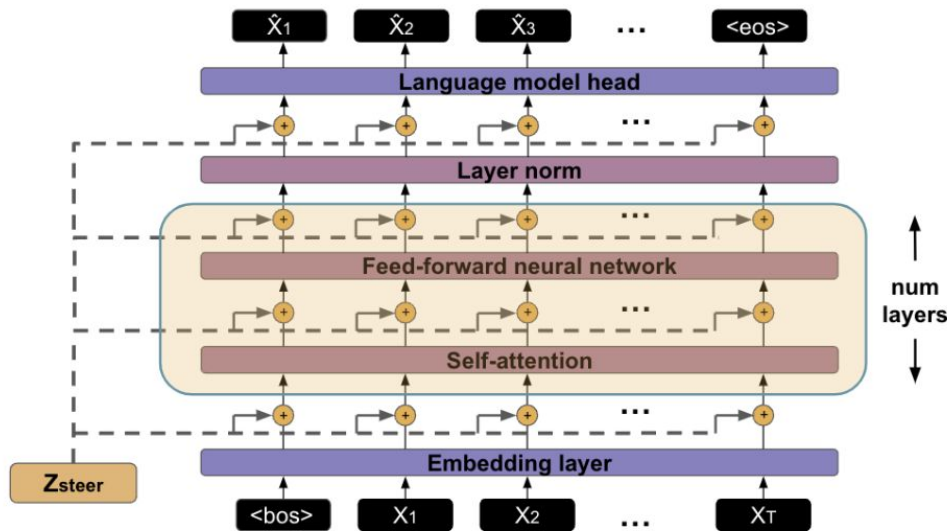 X̂1 X̂2 X̂3 ... <eos>
Language model head
+ + + ... +
Layer norm
+ + + ... +
Feed-forward neural network
num
layers
+ + + ... +
Self-attention
+ + + ... +
Embedding layer
Zsteer
<bos> X1 X2 ... XT